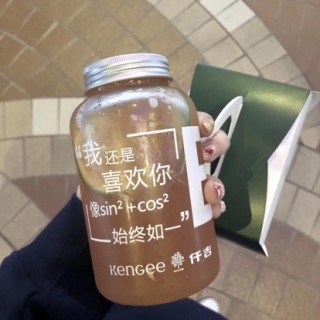 “我还是
喜欢你
像sin²+cos²
始终如一”
KenGee 仟吉